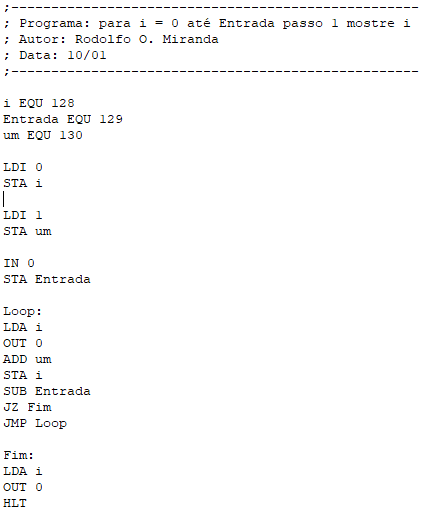 ;---------------------------------------------------
; Programa: para i = 0 até Entrada passo 1 mostre i
; Autor: Rodolfo O. Miranda
; Data: 10/01
;---------------------------------------------------
i EQU 128
Entrada EQU 129
um EQU 130
LDI 0
STA i
LDI 1
STA um
IN 0
STA Entrada
Loop:
LDA i
OUT 0
ADD um
STA i
SUB Entrada
JZ Fim
JMP Loop
Fim:
LDA i
OUT 0
HLT